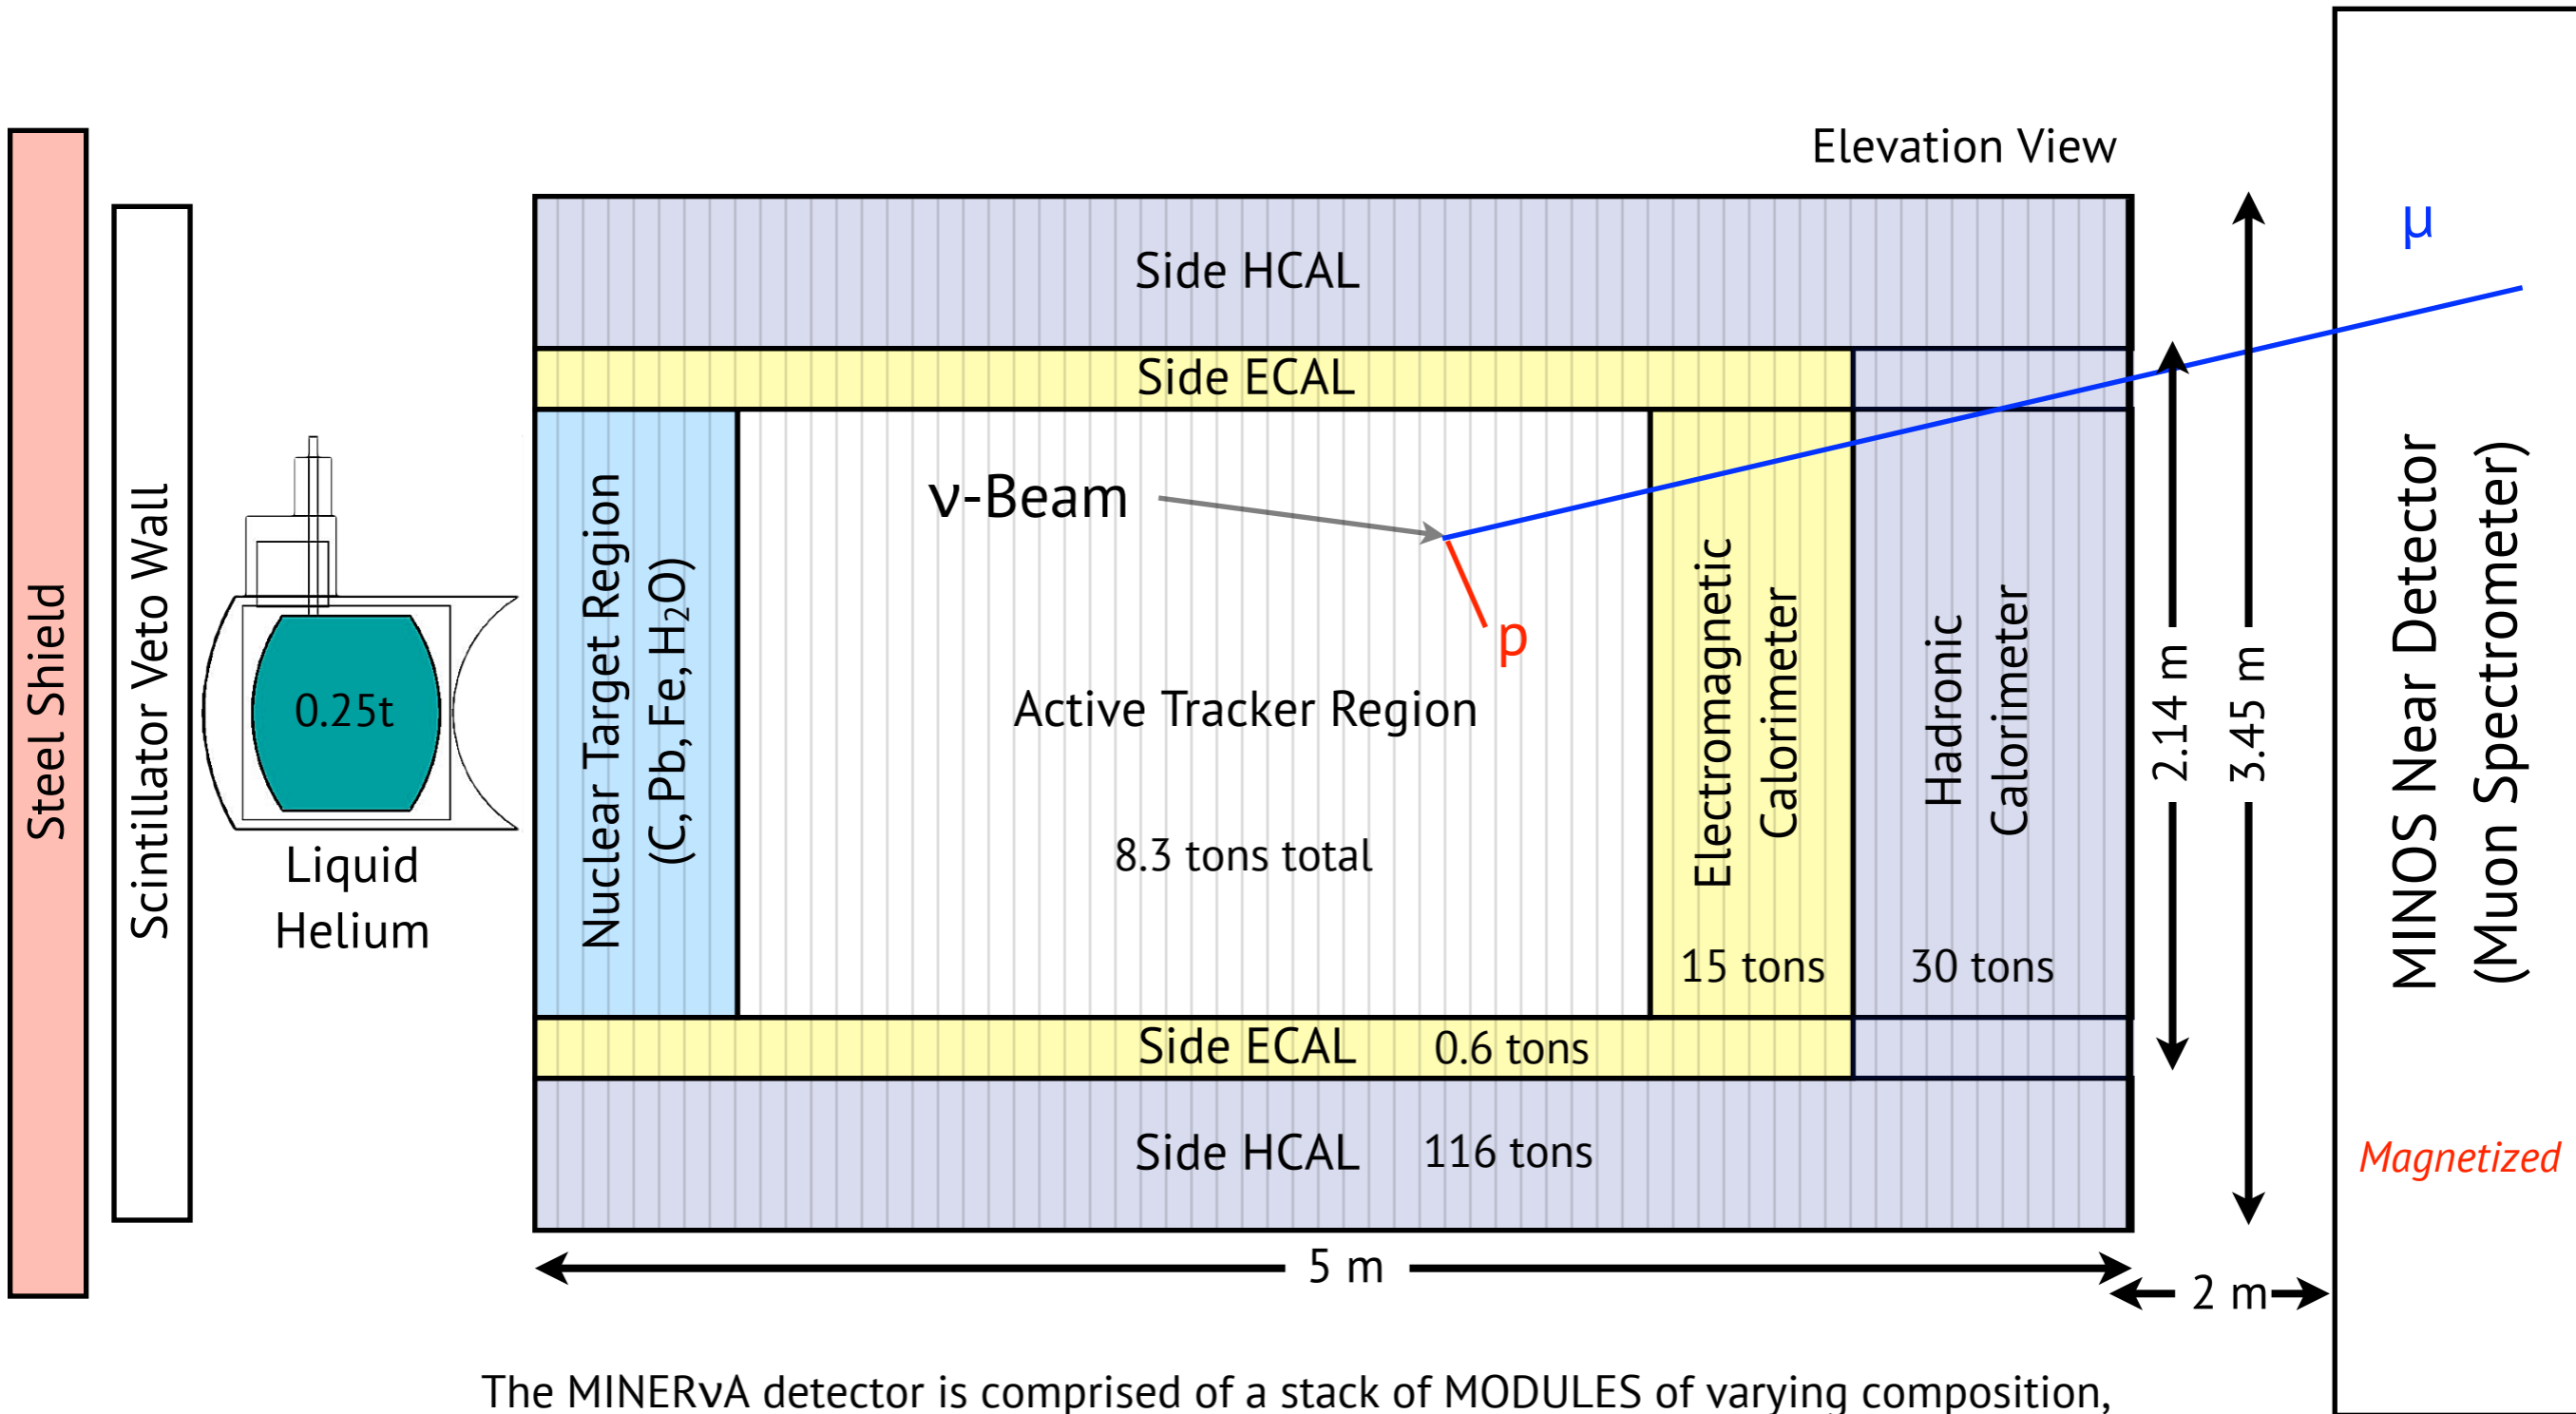 Elevation View
Steel Shield
Scintillator Veto Wall
0.25t
Liquid
Helium
Side HCAL
Side ECAL
Nuclear Target Region
(C, Pb, Fe, H₂O)
ν-Beam
μ
p
Active Tracker Region
8.3 tons total
Electromagnetic
Calorimeter
15 tons
Hadronic
Calorimeter
30 tons
Side ECAL 0.6 tons
Side HCAL 116 tons
2.14 m
3.45 m
5 m
2 m
MINOS Near Detector
(Muon Spectrometer)
Magnetized
The MINERνA detector is comprised of a stack of MODULES of varying composition,